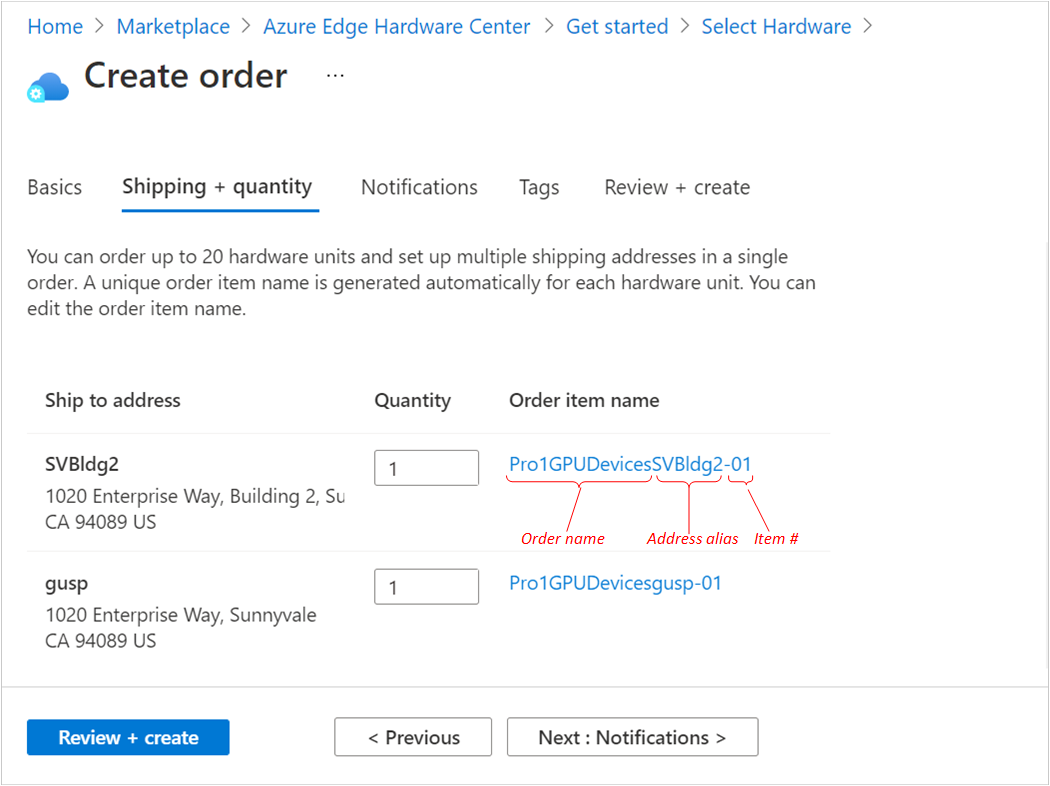 Home > Marketplace > Azure Edge Hardware Center > Get started > Select Hardware >
Create order ...
Basics Shipping + quantity Notifications Tags Review + create
You can order up to 20 hardware units and set up multiple shipping addresses in a single
order. A unique order item name is generated automatically for each hardware unit. You can
edit the order item name.
Ship to address Quantity Order item name
SVBldg2 1 Pro1GPUDevicesSVBldg2-01
1020 Enterprise Way, Building 2, Su
CA 94089 US
Order name Address alias Item #
gusp 1 Pro1GPUDevicesgusp-01
1020 Enterprise Way, Sunnyvale
CA 94089 US
Review + create < Previous Next : Notifications >